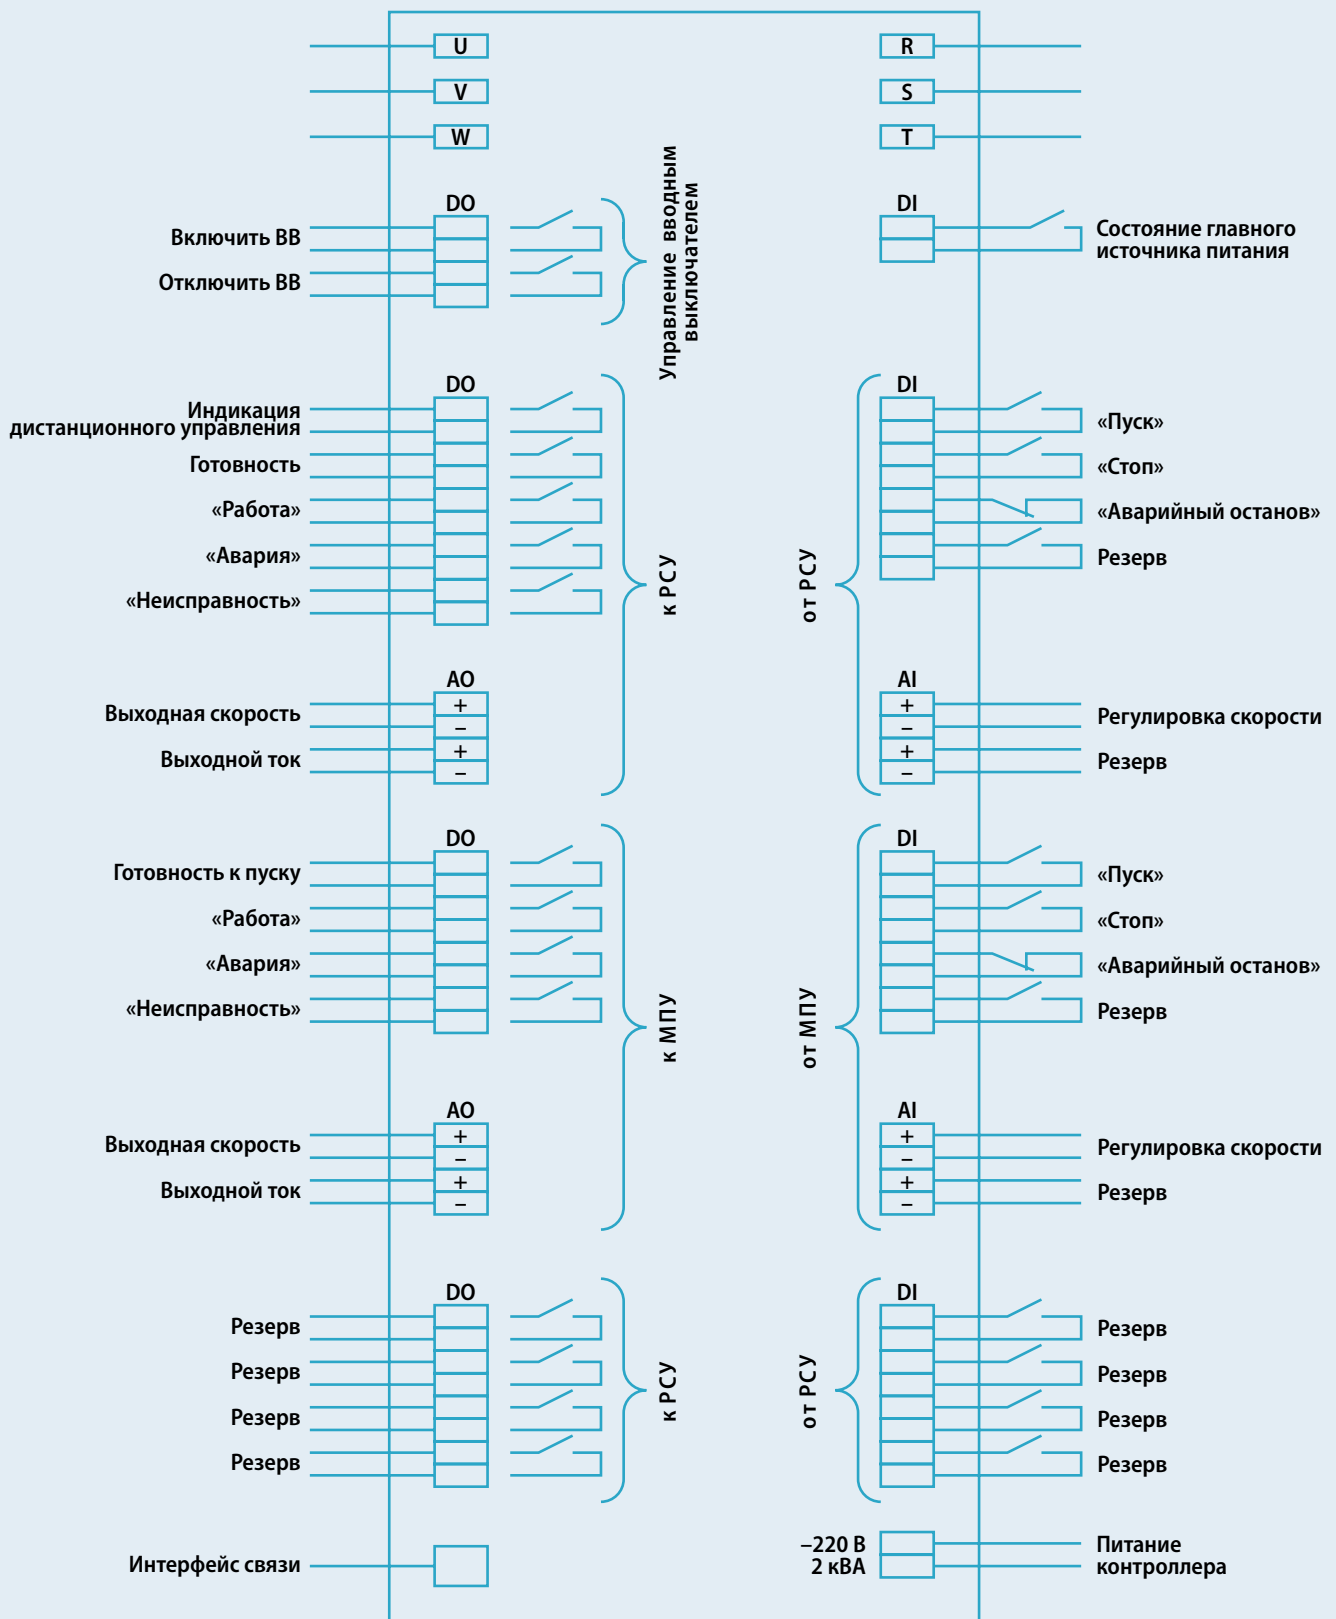 U
V
W
R
S
T
DO
Включить ВВ
Отключить ВВ
Управление вводным
выключателем
DI
Состояние главного
источника питания
DO
Индикация
дистанционного управления
Готовность
«Работа»
«Авария»
«Неисправность»
AO
+
–
+
–
Выходная скорость
Выходной ток
к РСУ
от РСУ
DI
«Пуск»
«Стоп»
«Аварийный останов»
Резерв
AI
+
–
+
–
Регулировка скорости
Резерв
DO
Готовность к пуску
«Работа»
«Авария»
«Неисправность»
AO
+
–
+
–
Выходная скорость
Выходной ток
к МПУ
от МПУ
DI
«Пуск»
«Стоп»
«Аварийный останов»
Резерв
AI
+
–
+
–
Регулировка скорости
Резерв
DO
Резерв
Резерв
Резерв
Резерв
к РСУ
от РСУ
DI
Резерв
Резерв
Резерв
Резерв
Интерфейс связи
–220 В
2 кВА
Питание
контроллера